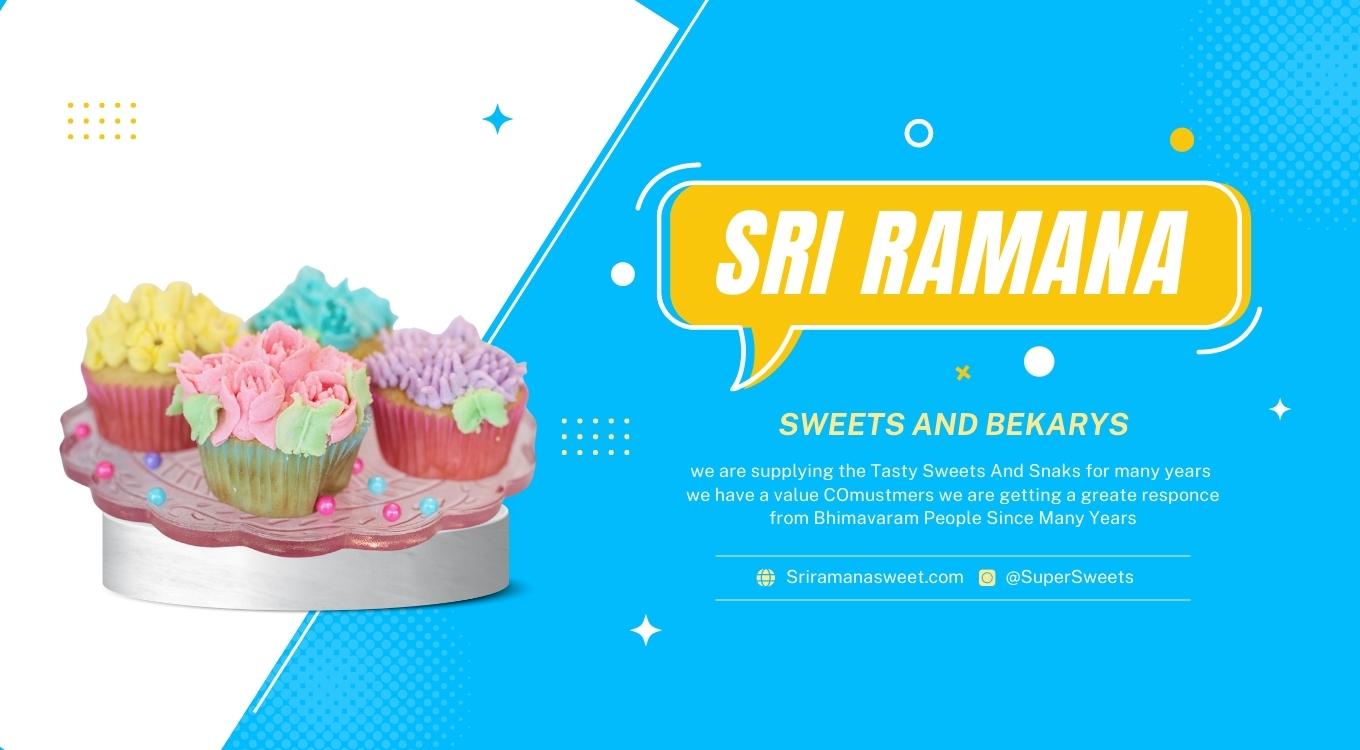 SRI RAMANA
SWEETS AND BEKARYS
we are supplying the Tasty Sweets And Snaks for many years
we have a value COmustmers we are getting a greate responce
from Bhimavaram People Since Many Years
Sriramanasweet.com @SuperSweets